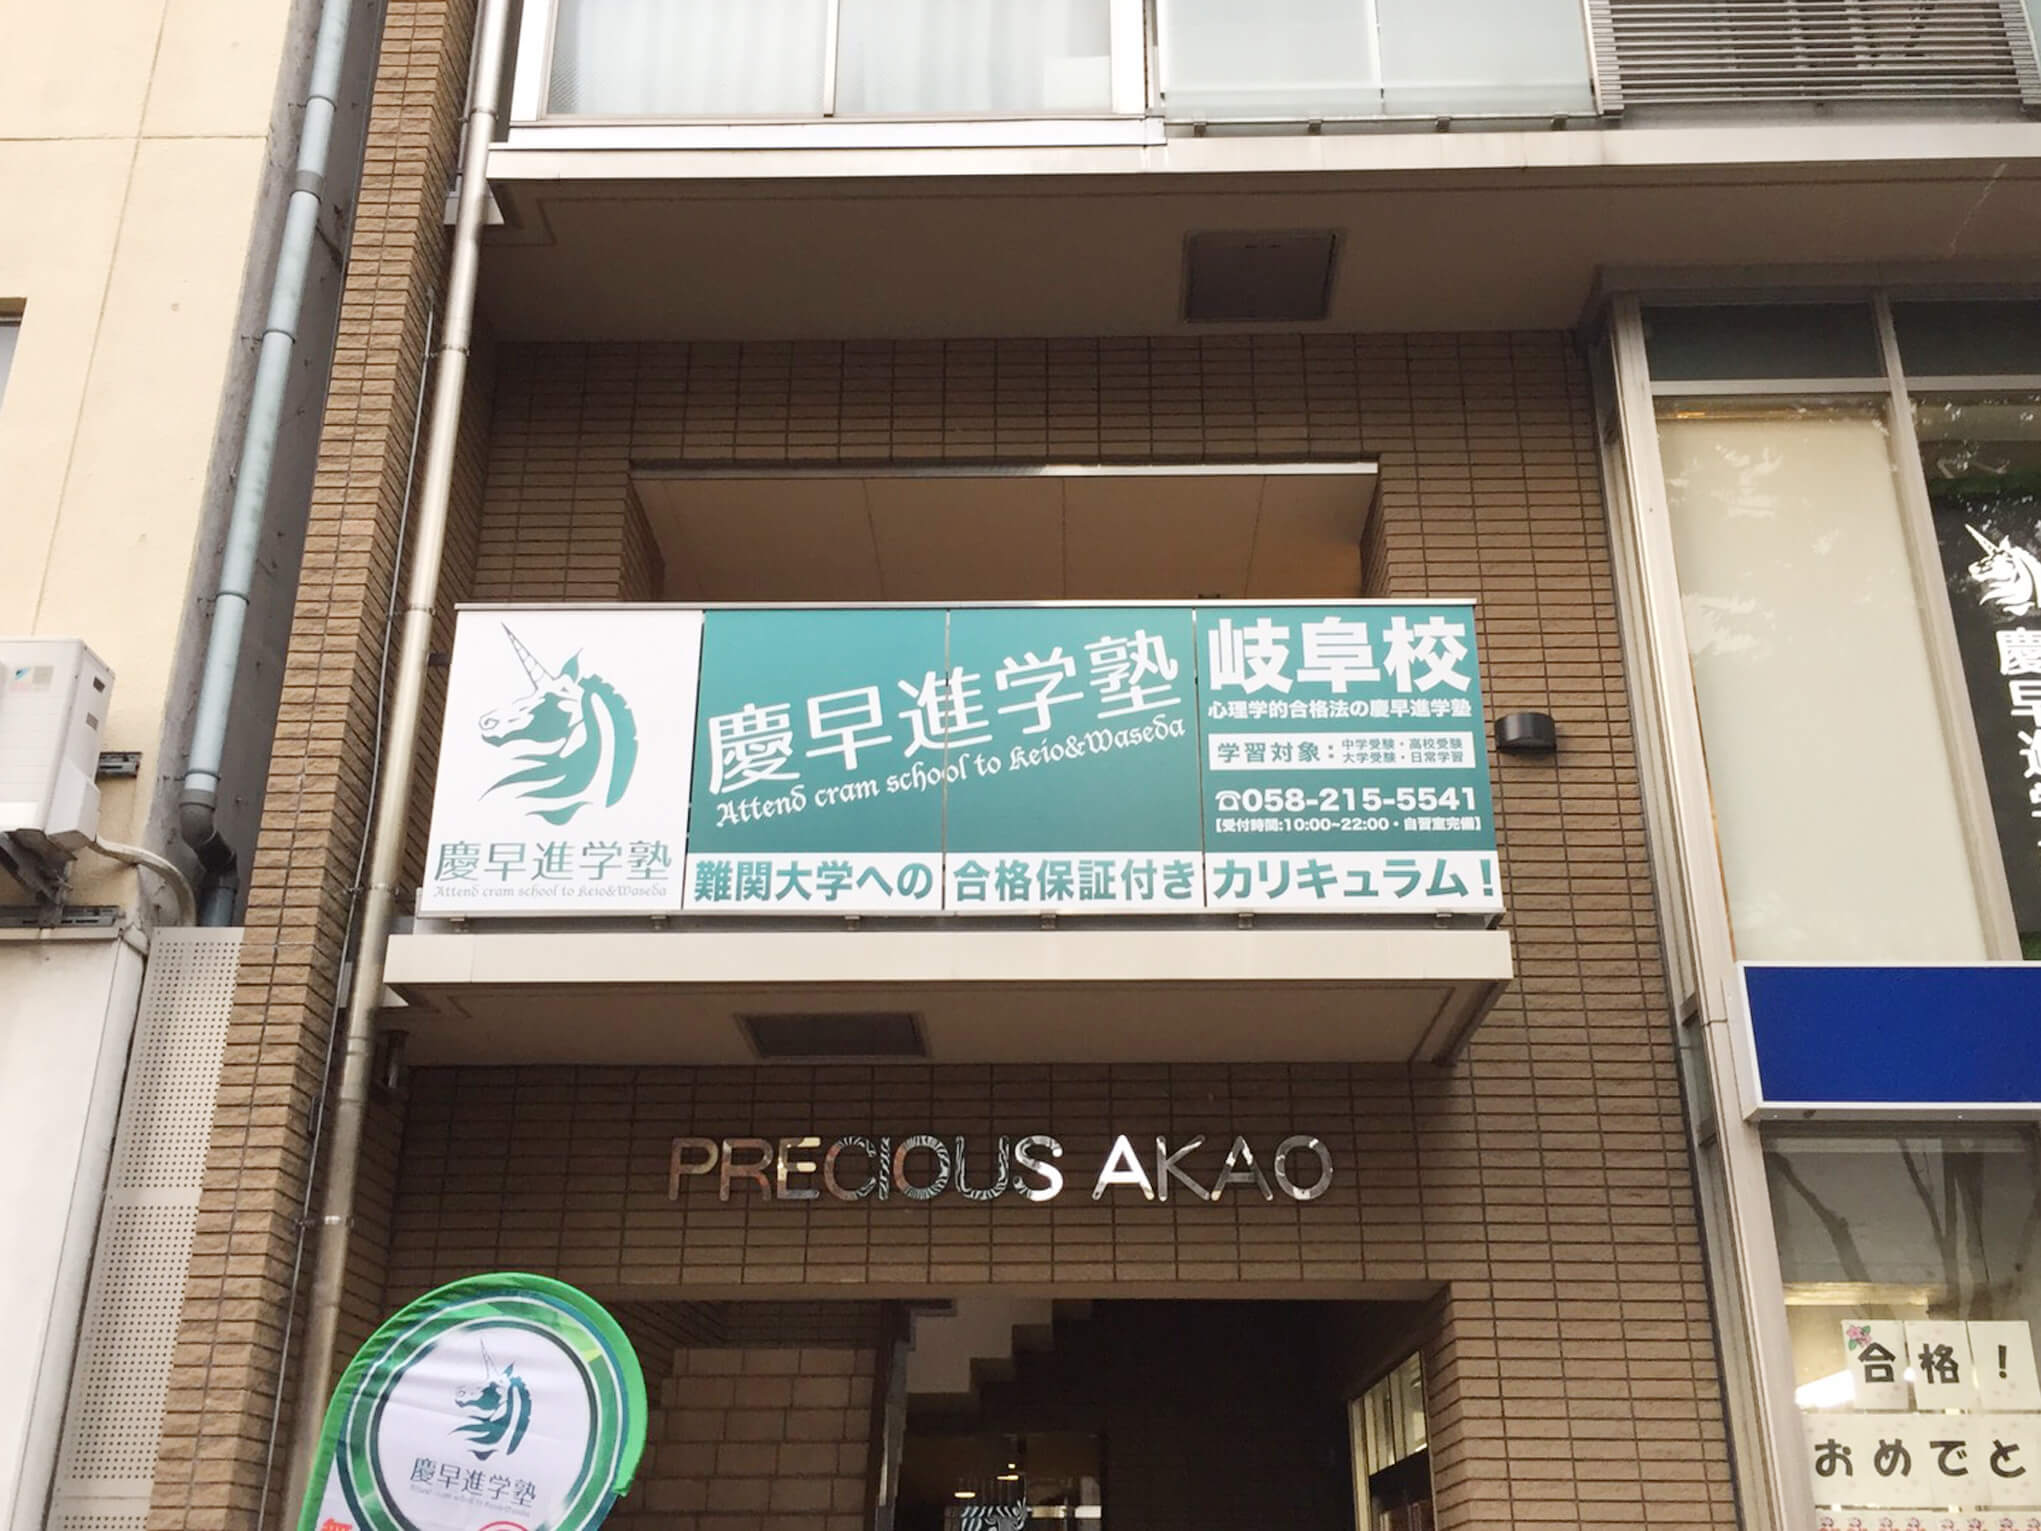 慶早進学塾
Attend cram school to Keio&Waseda
慶早進学塾
Attend cram school to Keio&Waseda
岐阜校
心理学的合格法の慶早進学塾
学習対象：中学受験・高校受験
大学受験・日常学習
☎058-215-5541
【受付時間:10:00~22:00・自習室完備】
難関大学への合格保証付きカリキュラム！
慶早進学
PRECIOUS AKAO
慶早進学塾
合格！
おめでと